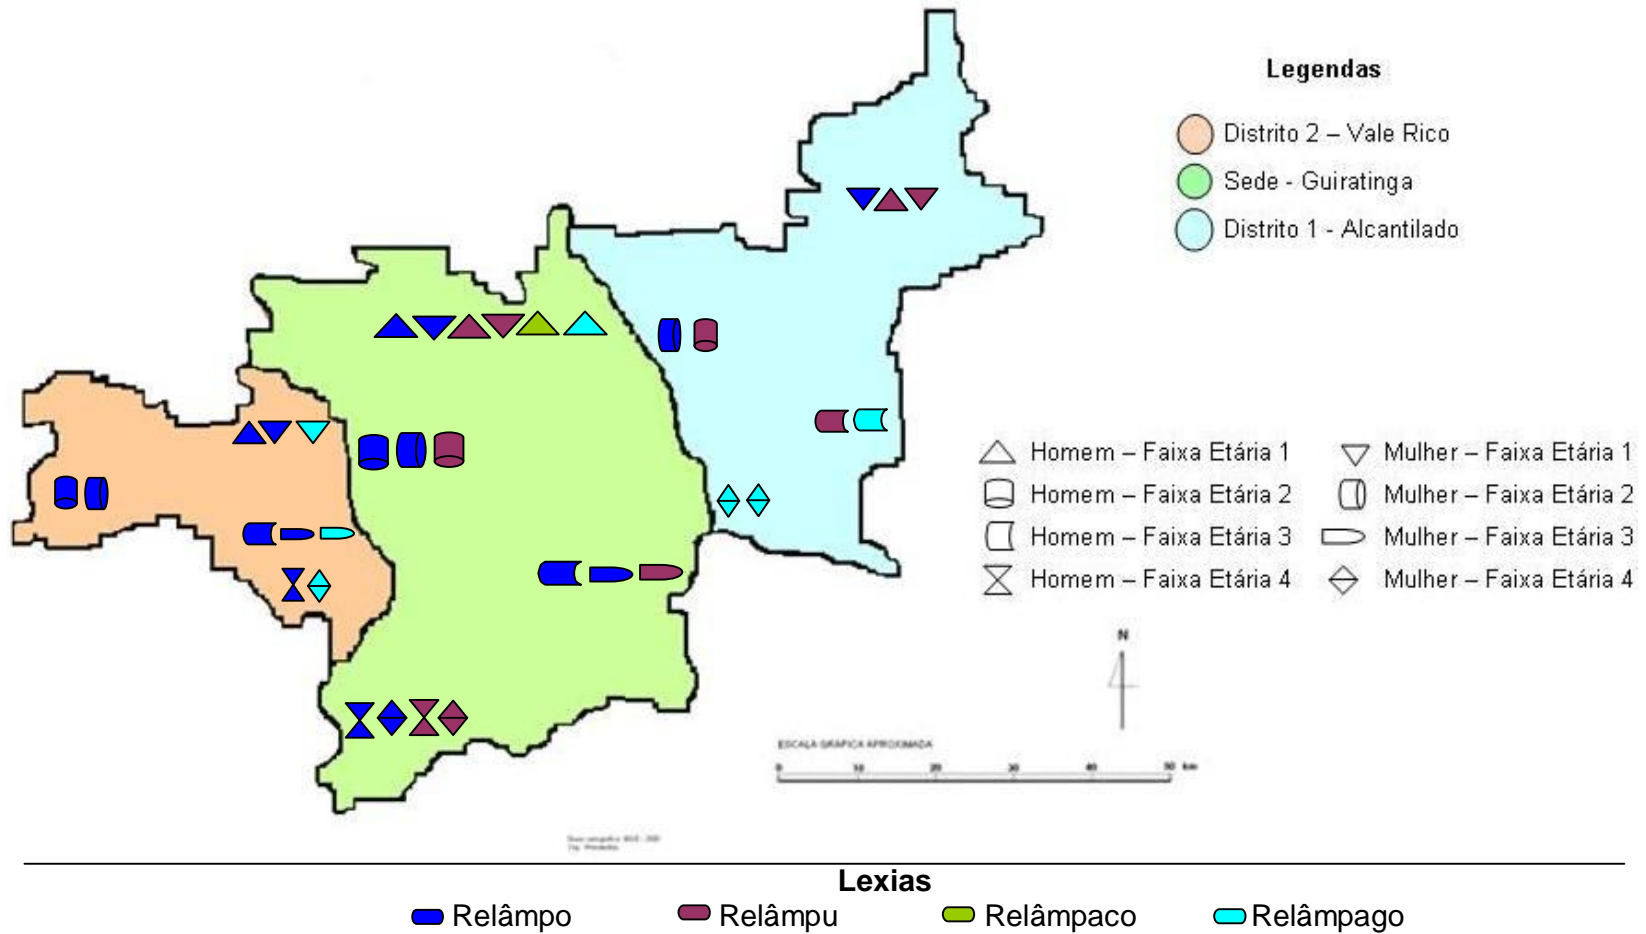 Legendas
Distrito 2 – Vale Rico
Sede - Guiratinga
Distrito 1 - Alcantilado
Homem – Faixa Etária 1
Mulher – Faixa Etária 1
Homem – Faixa Etária 2
Mulher – Faixa Etária 2
Homem – Faixa Etária 3
Mulher – Faixa Etária 3
Homem – Faixa Etária 4
Mulher – Faixa Etária 4
N
ESCALA GRÁFICA APROXIMADA
0 10 20 30 40 50 km
Lexias
Relâmpo Relâmpu Relâmpaco Relâmpago